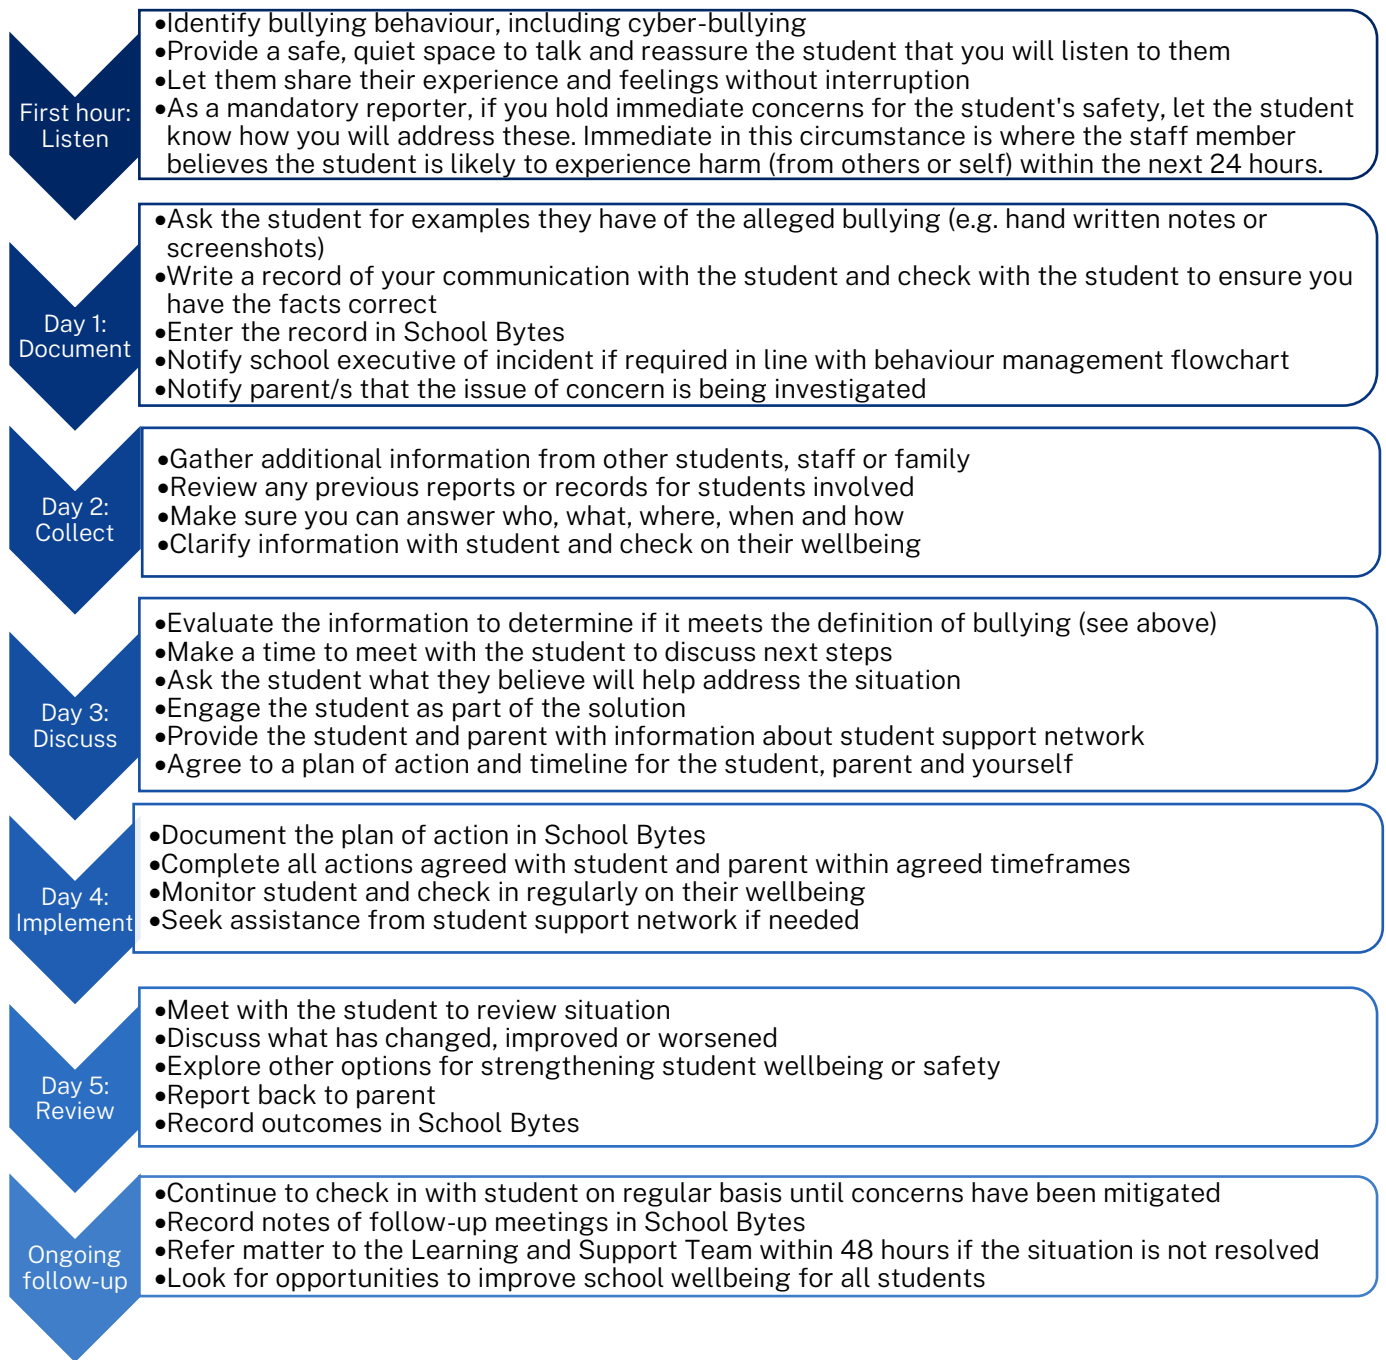 First hour:
Listen
•Identify bullying behaviour, including cyber-bullying
•Provide a safe, quiet space to talk and reassure the student that you will listen to them
•Let them share their experience and feelings without interruption
•As a mandatory reporter, if you hold immediate concerns for the student's safety, let the student
know how you will address these. Immediate in this circumstance is where the staff member
believes the student is likely to experience harm (from others or self) within the next 24 hours.
Day 1:
Document
•Ask the student for examples they have of the alleged bullying (e.g. hand written notes or
screenshots)
•Write a record of your communication with the student and check with the student to ensure you
have the facts correct
•Enter the record in School Bytes
•Notify school executive of incident if required in line with behaviour management flowchart
•Notify parent/s that the issue of concern is being investigated
Day 2:
Collect
•Gather additional information from other students, staff or family
•Review any previous reports or records for students involved
•Make sure you can answer who, what, where, when and how
•Clarify information with student and check on their wellbeing
Day 3:
Discuss
•Evaluate the information to determine if it meets the definition of bullying (see above)
•Make a time to meet with the student to discuss next steps
•Ask the student what they believe will help address the situation
•Engage the student as part of the solution
•Provide the student and parent with information about student support network
•Agree to a plan of action and timeline for the student, parent and yourself
Day 4:
Implement
•Document the plan of action in School Bytes
•Complete all actions agreed with student and parent within agreed timeframes
•Monitor student and check in regularly on their wellbeing
•Seek assistance from student support network if needed
Day 5:
Review
•Meet with the student to review situation
•Discuss what has changed, improved or worsened
•Explore other options for strengthening student wellbeing or safety
•Report back to parent
•Record outcomes in School Bytes
Ongoing
follow-up
•Continue to check in with student on regular basis until concerns have been mitigated
•Record notes of follow-up meetings in School Bytes
•Refer matter to the Learning and Support Team within 48 hours if the situation is not resolved
•Look for opportunities to improve school wellbeing for all students